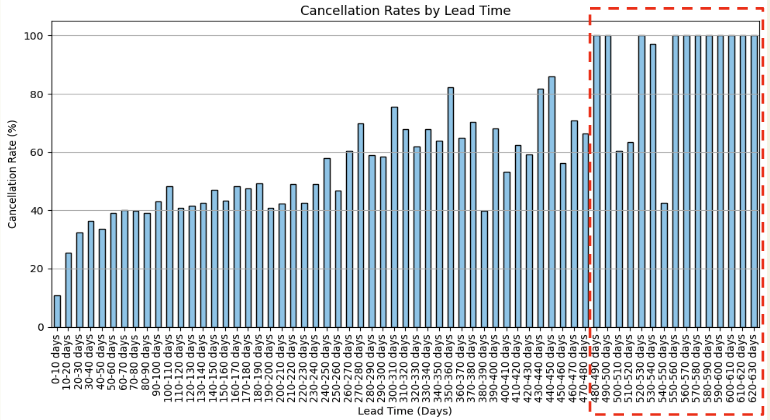 Cancellation Rates by Lead Time
Cancellation Rate (%)
100
80
60
40
20
0
0-10 days
10-20 days
20-30 days
30-40 days
40-50 days
50-60 days
60-70 days
70-80 days
80-90 days
90-100 days
100-110 days
110-120 days
120-130 days
130-140 days
140-150 days
150-160 days
160-170 days
170-180 days
180-190 days
190-200 days
200-210 days
210-220 days
220-230 days
230-240 days
240-250 days
250-260 days
260-270 days
270-280 days
280-290 days
290-300 days
300-310 days
310-320 days
320-330 days
330-340 days
340-350 days
350-360 days
360-370 days
370-380 days
380-390 days
390-400 days
400-410 days
410-420 days
420-430 days
430-440 days
440-450 days
450-460 days
460-470 days
470-480 days
480-490 days
490-500 days
500-510 days
510-520 days
520-530 days
530-540 days
540-550 days
550-560 days
560-570 days
570-580 days
580-590 days
590-600 days
600-610 days
610-620 days
620-630 days
Lead Time (Days)